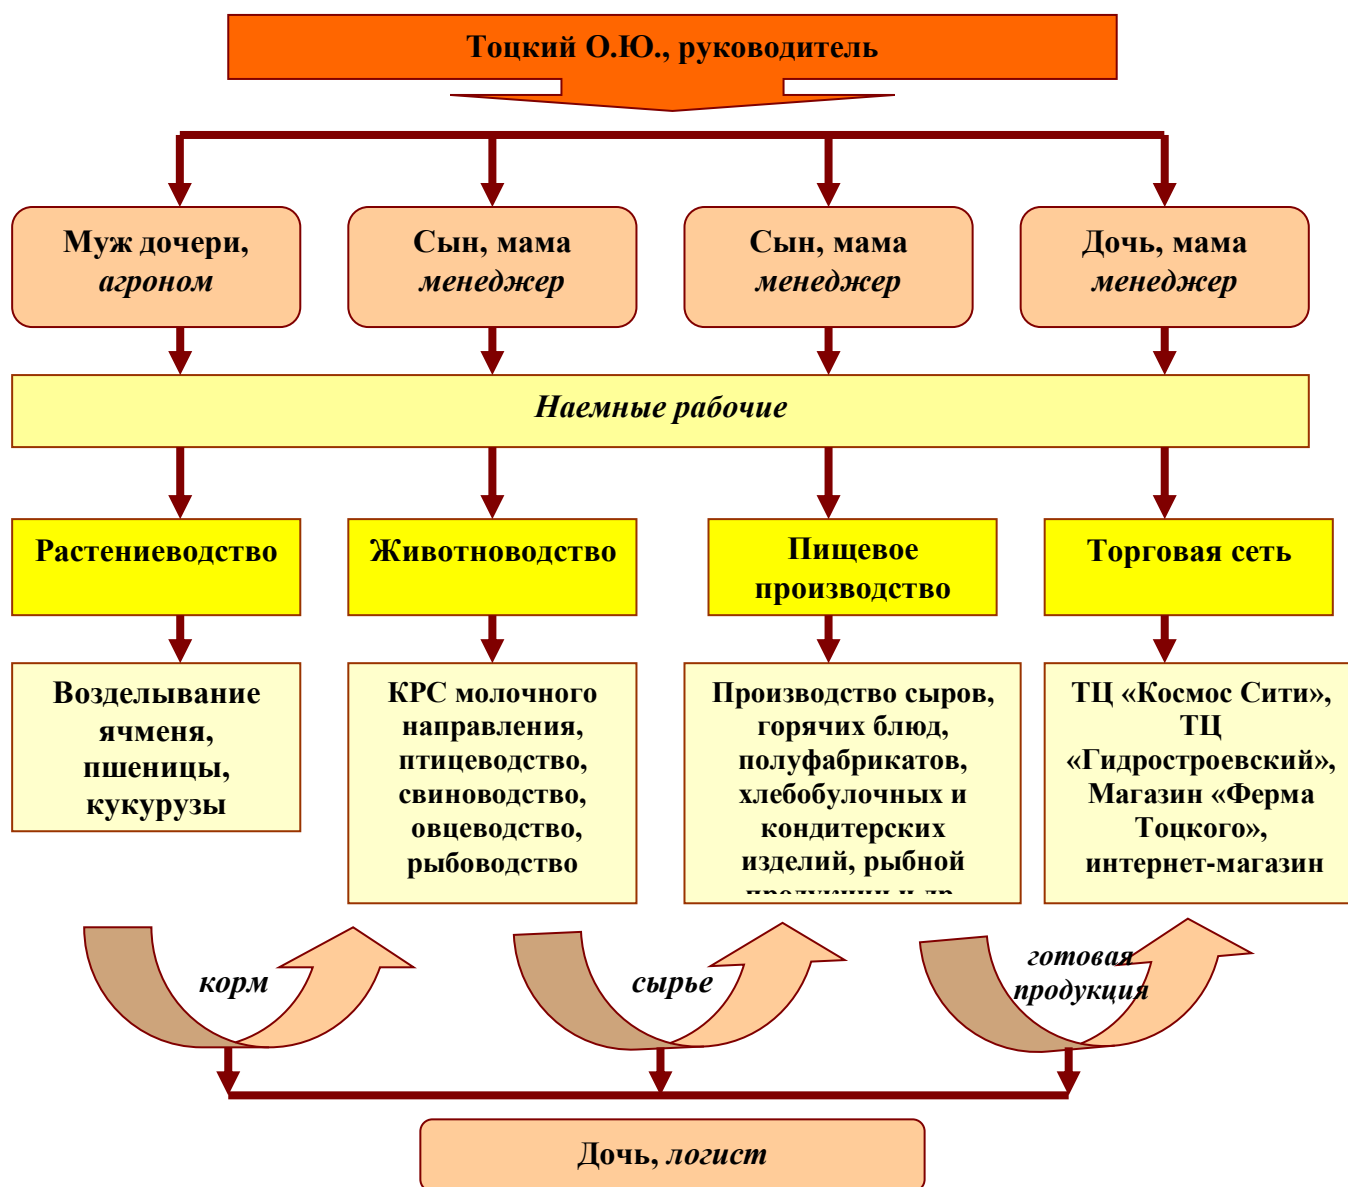 Тоцкий О.Ю., руководитель
Муж дочери,
агроном
Сын, мама
менеджер
Сын, мама
менеджер
Дочь, мама
менеджер
Наемные рабочие
Растениеводство
Животноводство
Пищевое
производство
Торговая сеть
Возделывание
ячменя,
пшеницы,
кукурузы
КРС молочного
направления,
птицеводство,
свиноводство,
овцеводство,
рыбоводство
Производство сыров,
горячих блюд,
полуфабрикатов,
хлебобулочных и
кондитерских
изделий, рыбной
продукции и др.
ТЦ «Космос Сити»,
ТЦ
«Гидростроевский»,
Магазин «Ферма
Тоцкого»,
интернет-магазин
корм
сырье
готовая
продукция
Дочь, логист